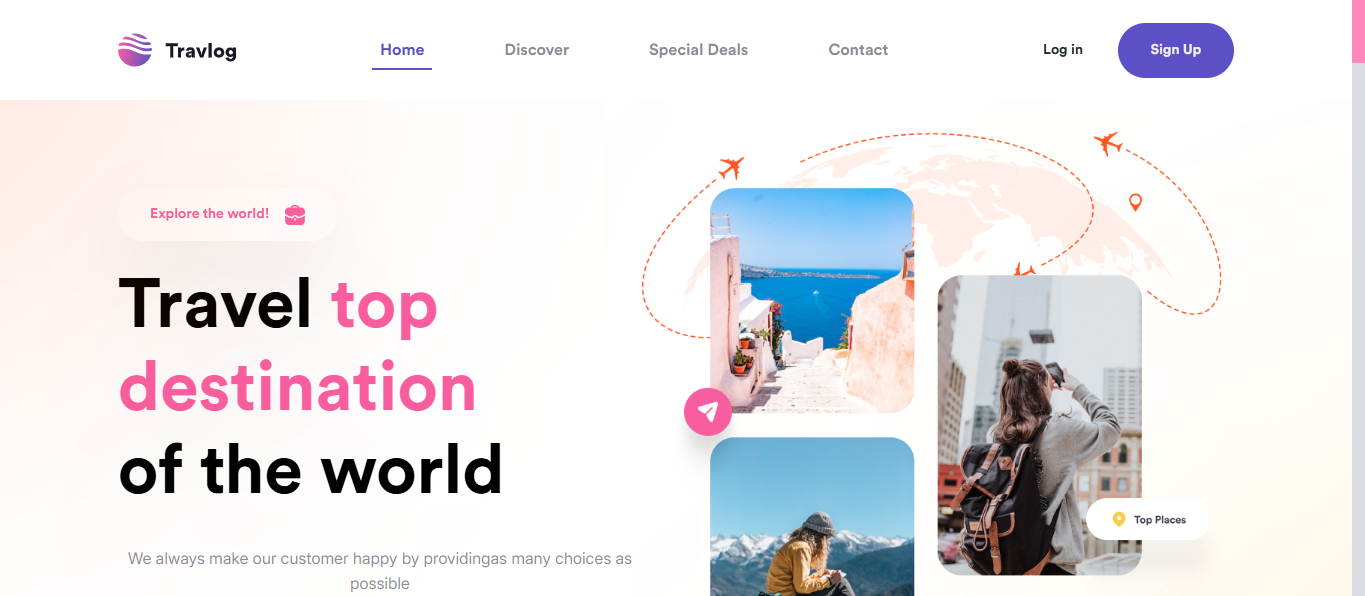 Travlog
Home
Discover
Special Deals
Contact
Log in
Sign Up
Explore the world!
Travel top
destination
of the world
We always make our customer happy by providingas many choices as
possible
Top Places